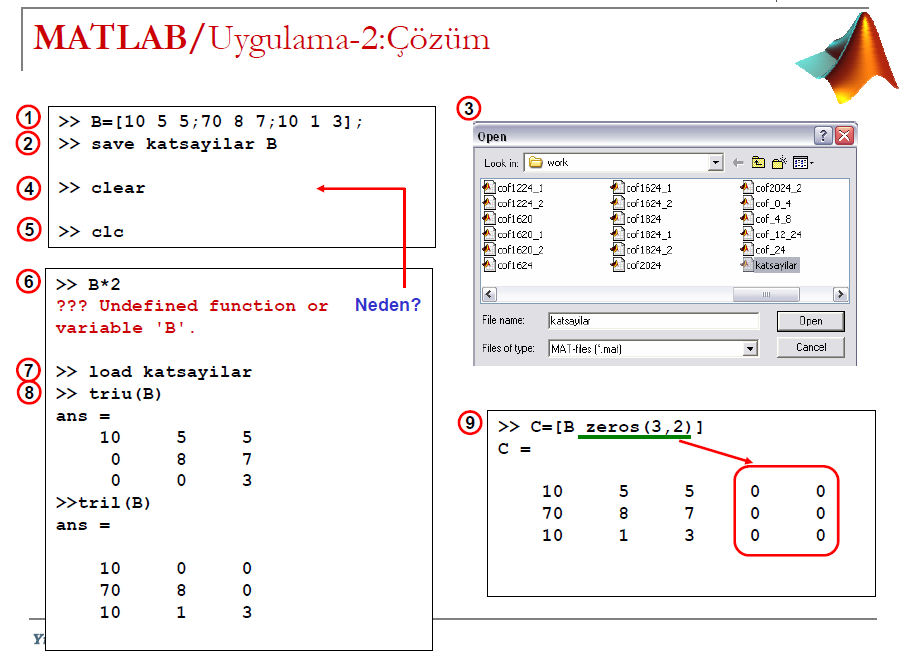 MATLAB/Uygulama-2:Çözüm
1 >> B=[10 5 5;70 8 7;10 1 3];
2 >> save katsayilar B
4 >> clear
5 >> clc
3
Open
Look in: work
cof1224_1 cof1624_1 cof2024_2
cof1224_2 cof1624_2 cof_0_4
cof1620 cof1824 cof_4_8
cof1620_1 cof1824_1 cof_12_24
cof1620_2 cof1824_2 cof_24
cof1624 cof2024 katsayilar
File name: katsayilar Open
Files of type: MAT-files (*.mat) Cancel
6 >> B*2
??? Undefined function or Neden?
variable 'B'.
7 >> load katsayilar
8 >> triu(B)
ans =
10 5 5
0 8 7
0 0 3
>>tril(B)
ans =
10 0 0
70 8 0
10 1 3
9 >> C=[B zeros(3,2)]
C =
10 5 5 0 0
70 8 7 0 0
10 1 3 0 0